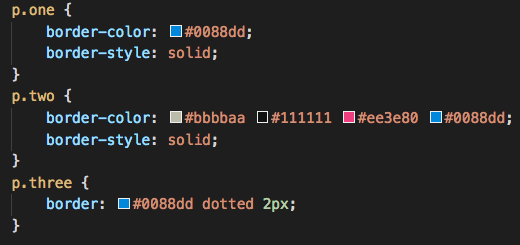 p.one {
    border-color: #0088dd;
    border-style: solid;
}
p.two {
    border-color: #bbbbaa #111111 #ee3e80 #0088dd;
    border-style: solid;
}
p.three {
    border: #0088dd dotted 2px;
}